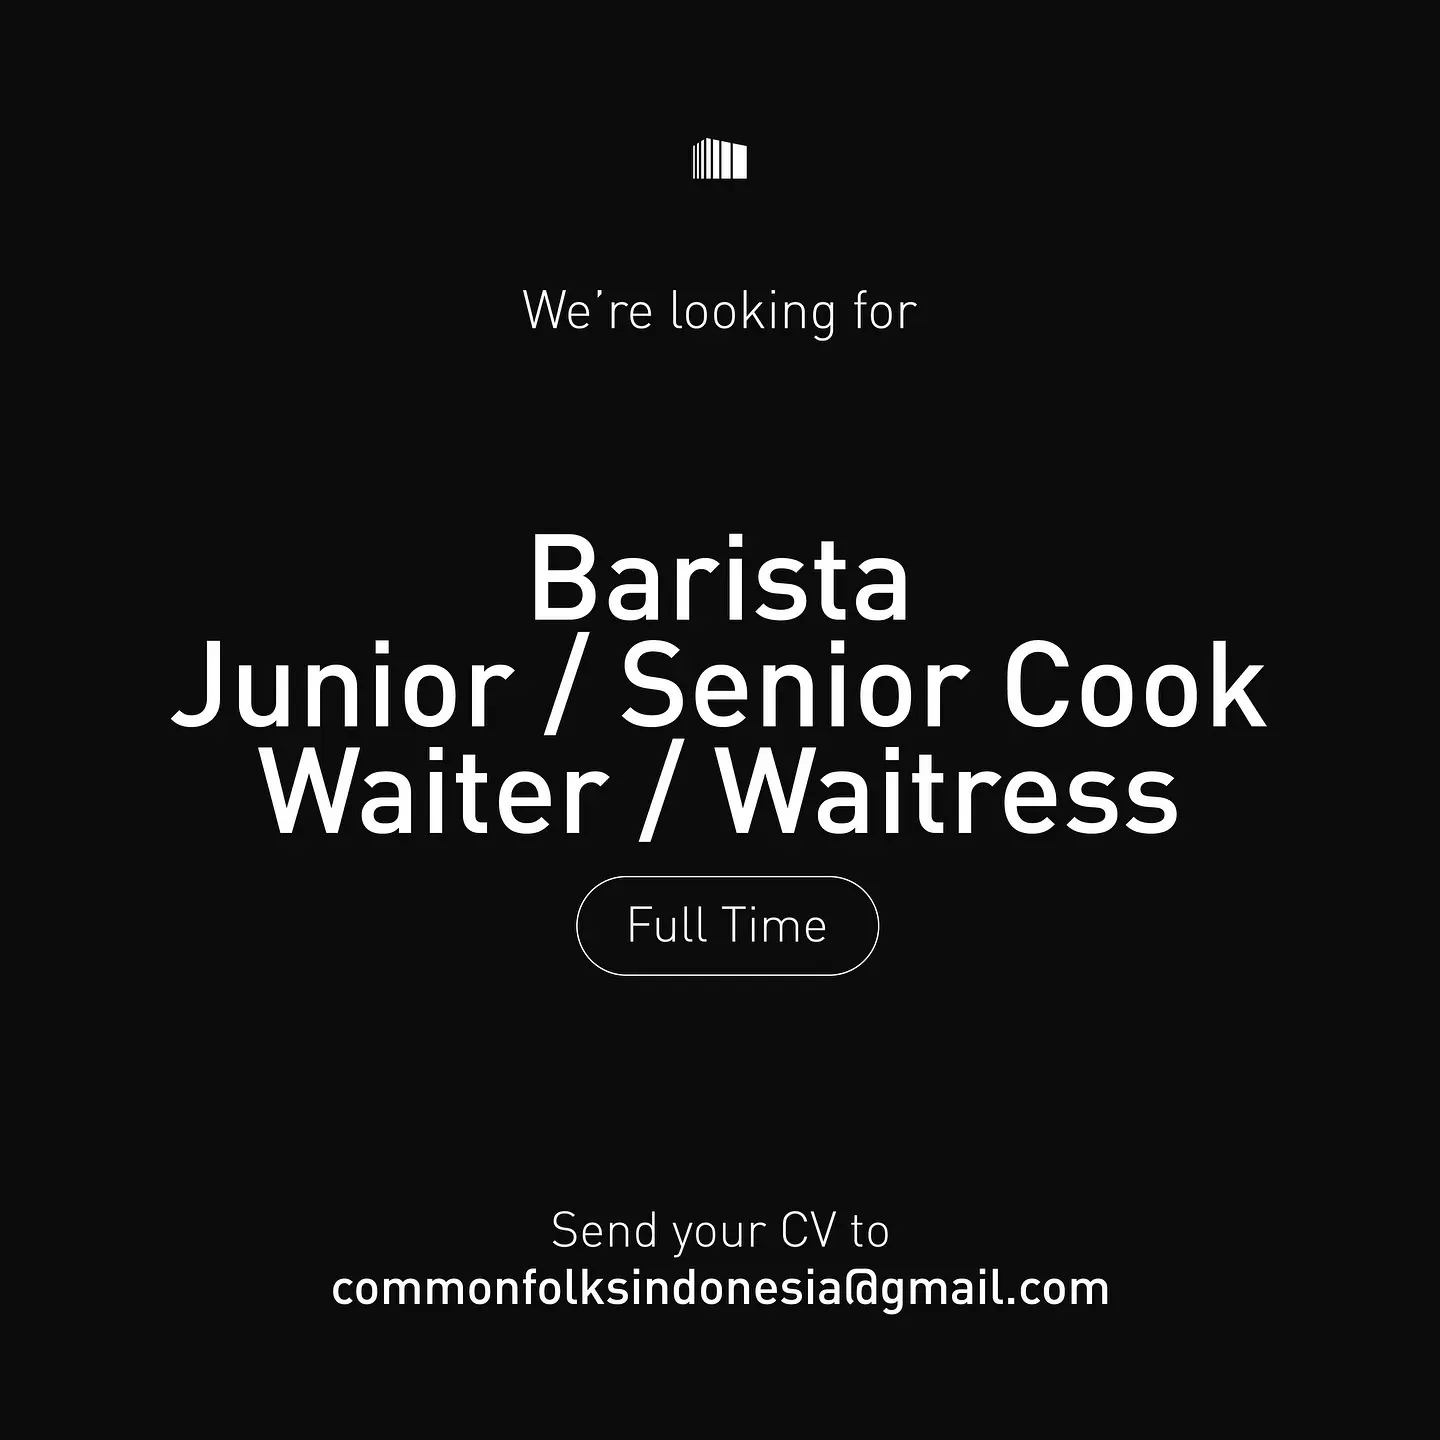 We’re looking for
Barista
Junior / Senior Cook
Waiter / Waitress
Full Time
Send your CV to
commonfolksindonesia@gmail.com